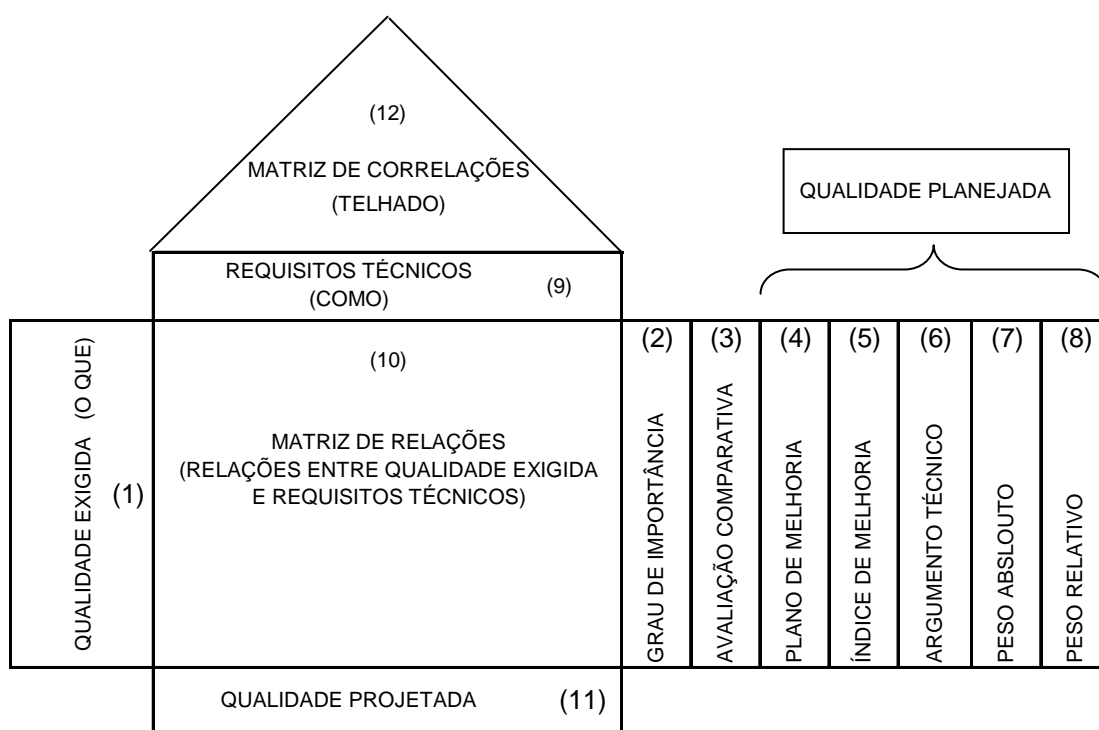 (12)
MATRIZ DE CORRELAÇÕES
(TELHADO)
QUALIDADE PLANEJADA
REQUISITOS TÉCNICOS
(COMO)
(9)
QUALIDADE EXIGIDA (O QUE)
(1)
(10)
MATRIZ DE RELAÇÕES
(RELAÇÕES ENTRE QUALIDADE EXIGIDA
E REQUISITOS TÉCNICOS)
(2)
GRAU DE IMPORTÂNCIA
(3)
AVALIAÇÃO COMPARATIVA
(4)
PLANO DE MELHORIA
(5)
ÍNDICE DE MELHORIA
(6)
ARGUMENTO TÉCNICO
(7)
PESO ABSLOUTO
(8)
PESO RELATIVO
QUALIDADE PROJETADA
(11)